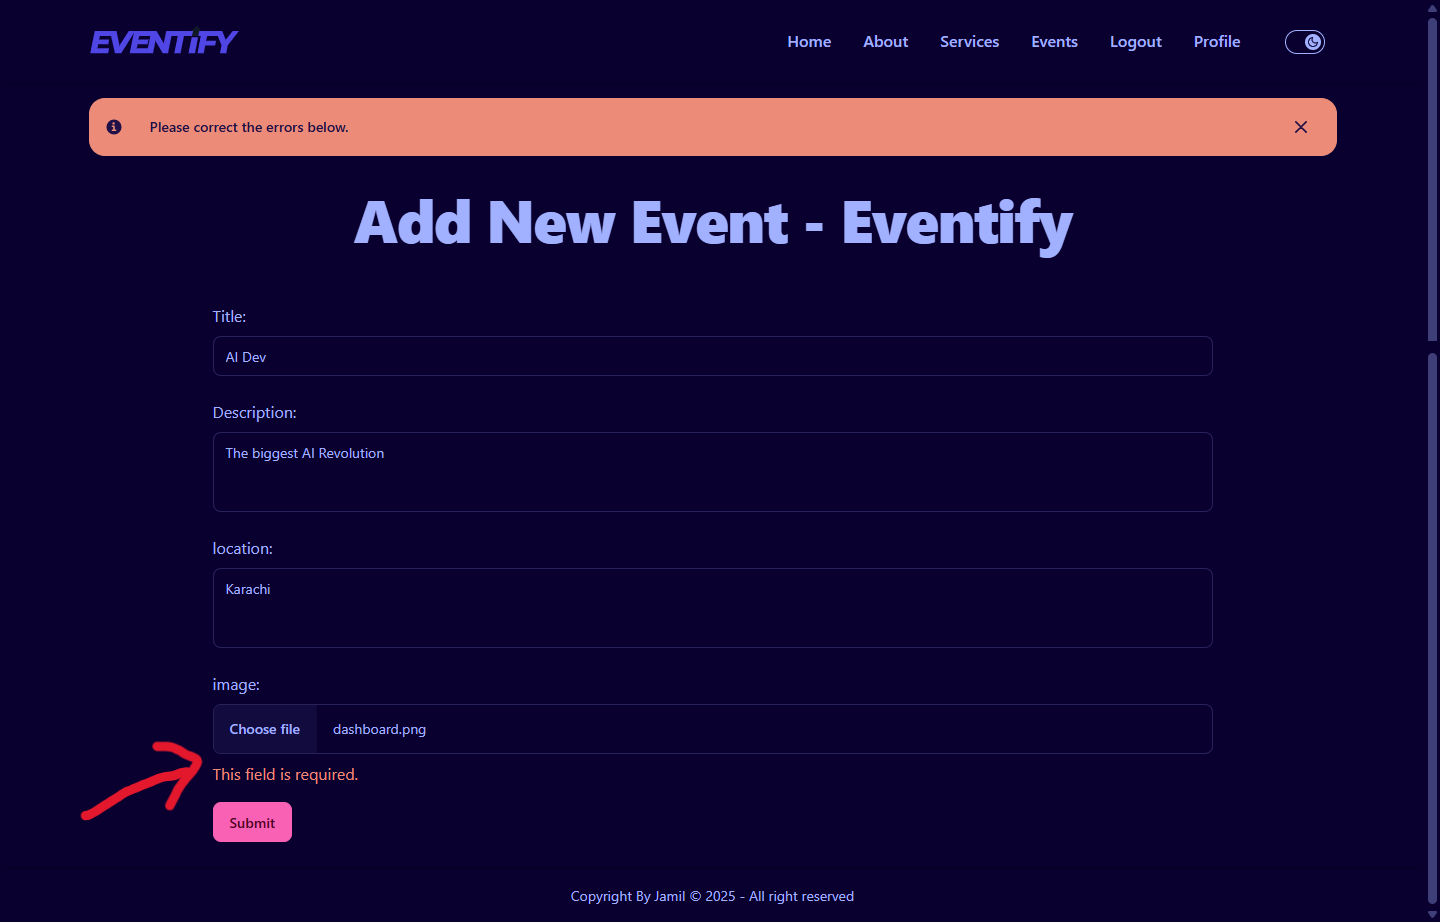 EVENTiFY
Home About Services Events Logout Profile
Please correct the errors below.
Add New Event - Eventify
Title:
AI Dev
Description:
The biggest AI Revolution
location:
Karachi
image:
Choose file dashboard.png
This field is required.
Submit
Copyright By Jamil © 2025 - All right reserved